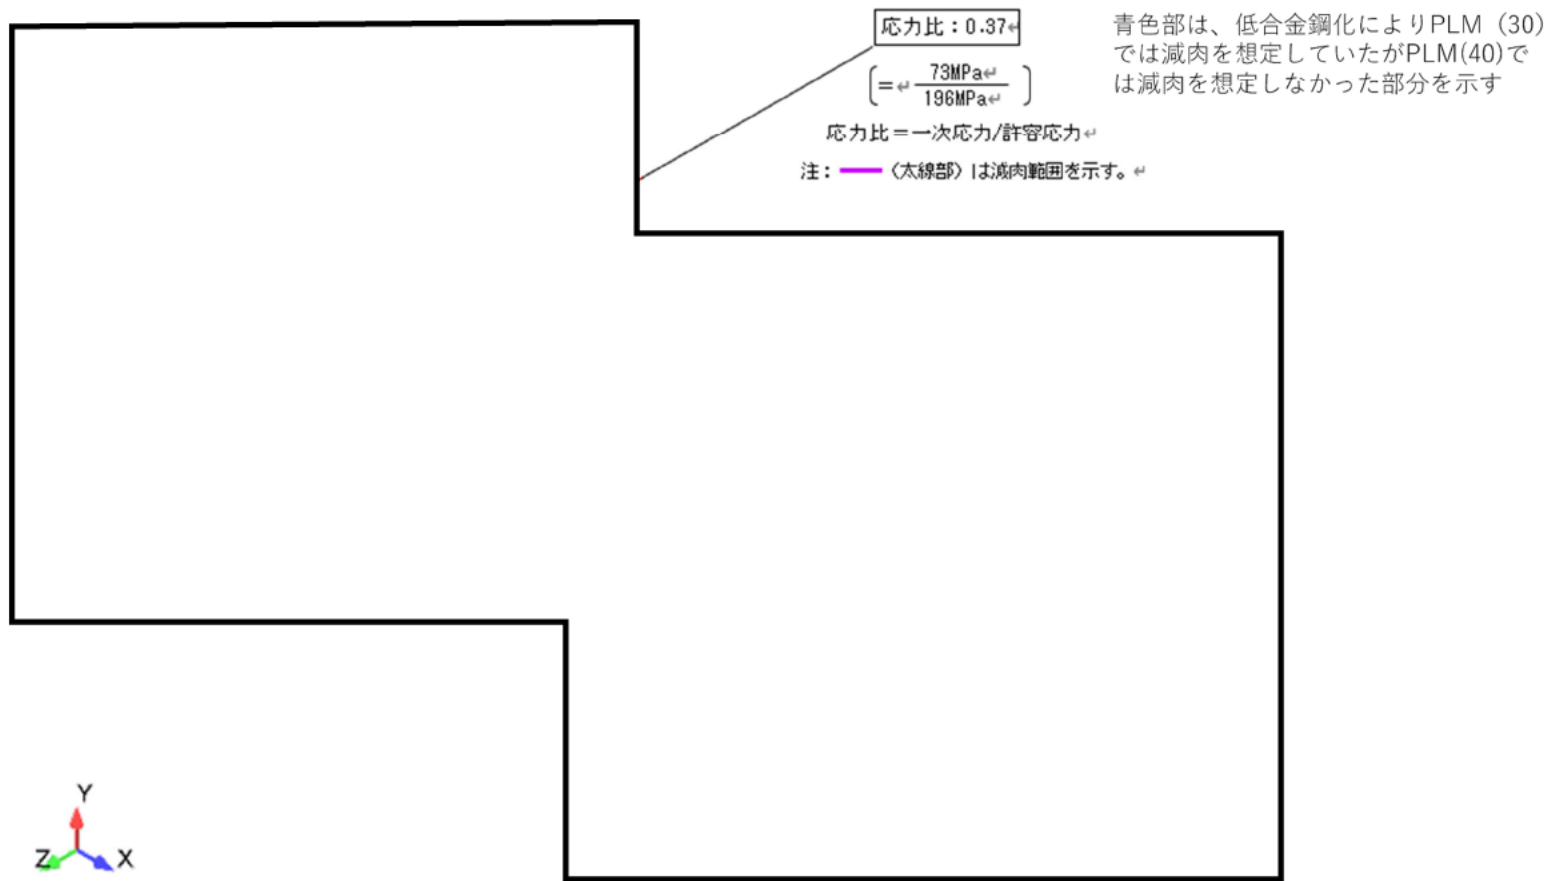 応力比：0.37↵
(=↵ 73MPa↵
196MPa↵ )
応力比＝一次応力/許容応力↵
注：━━（太線部）は減肉範囲を示す。↵
青色部は、低合金鋼化によりPLM（30）
では減肉を想定していたがPLM(40)で
は減肉を想定しなかった部分を示す
Y
Z
X